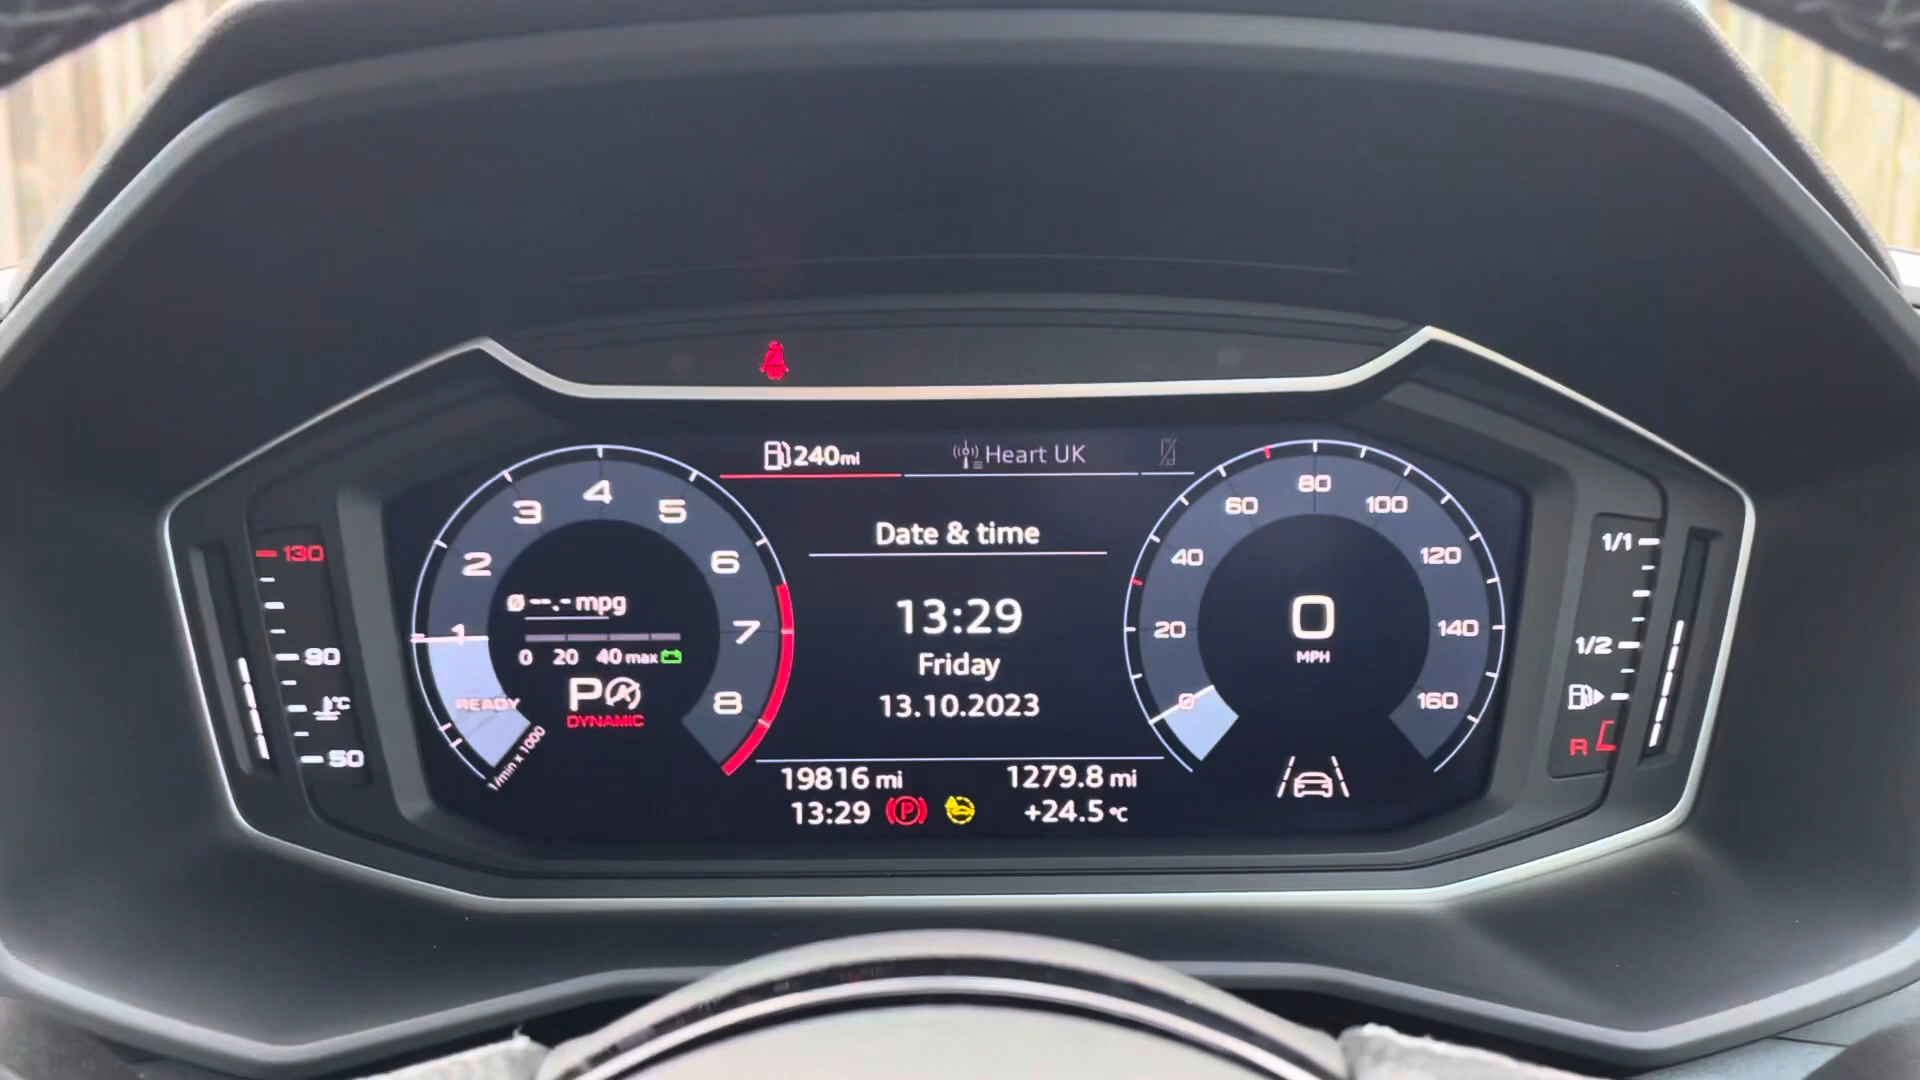 240mi
Heart UK
Date & time
13:29
Friday
13.10.2023
19816 mi
1279.8 mi
13:29
P
+24.5 °C
1
2
3
4
5
6
7
8
Ø --.- mpg
0 20 40 max
P A
DYNAMIC
READY
1/min x 1000
0
20
40
60
80
100
120
140
160
0
MPH
130
90
°C
50
1/1
1/2
R